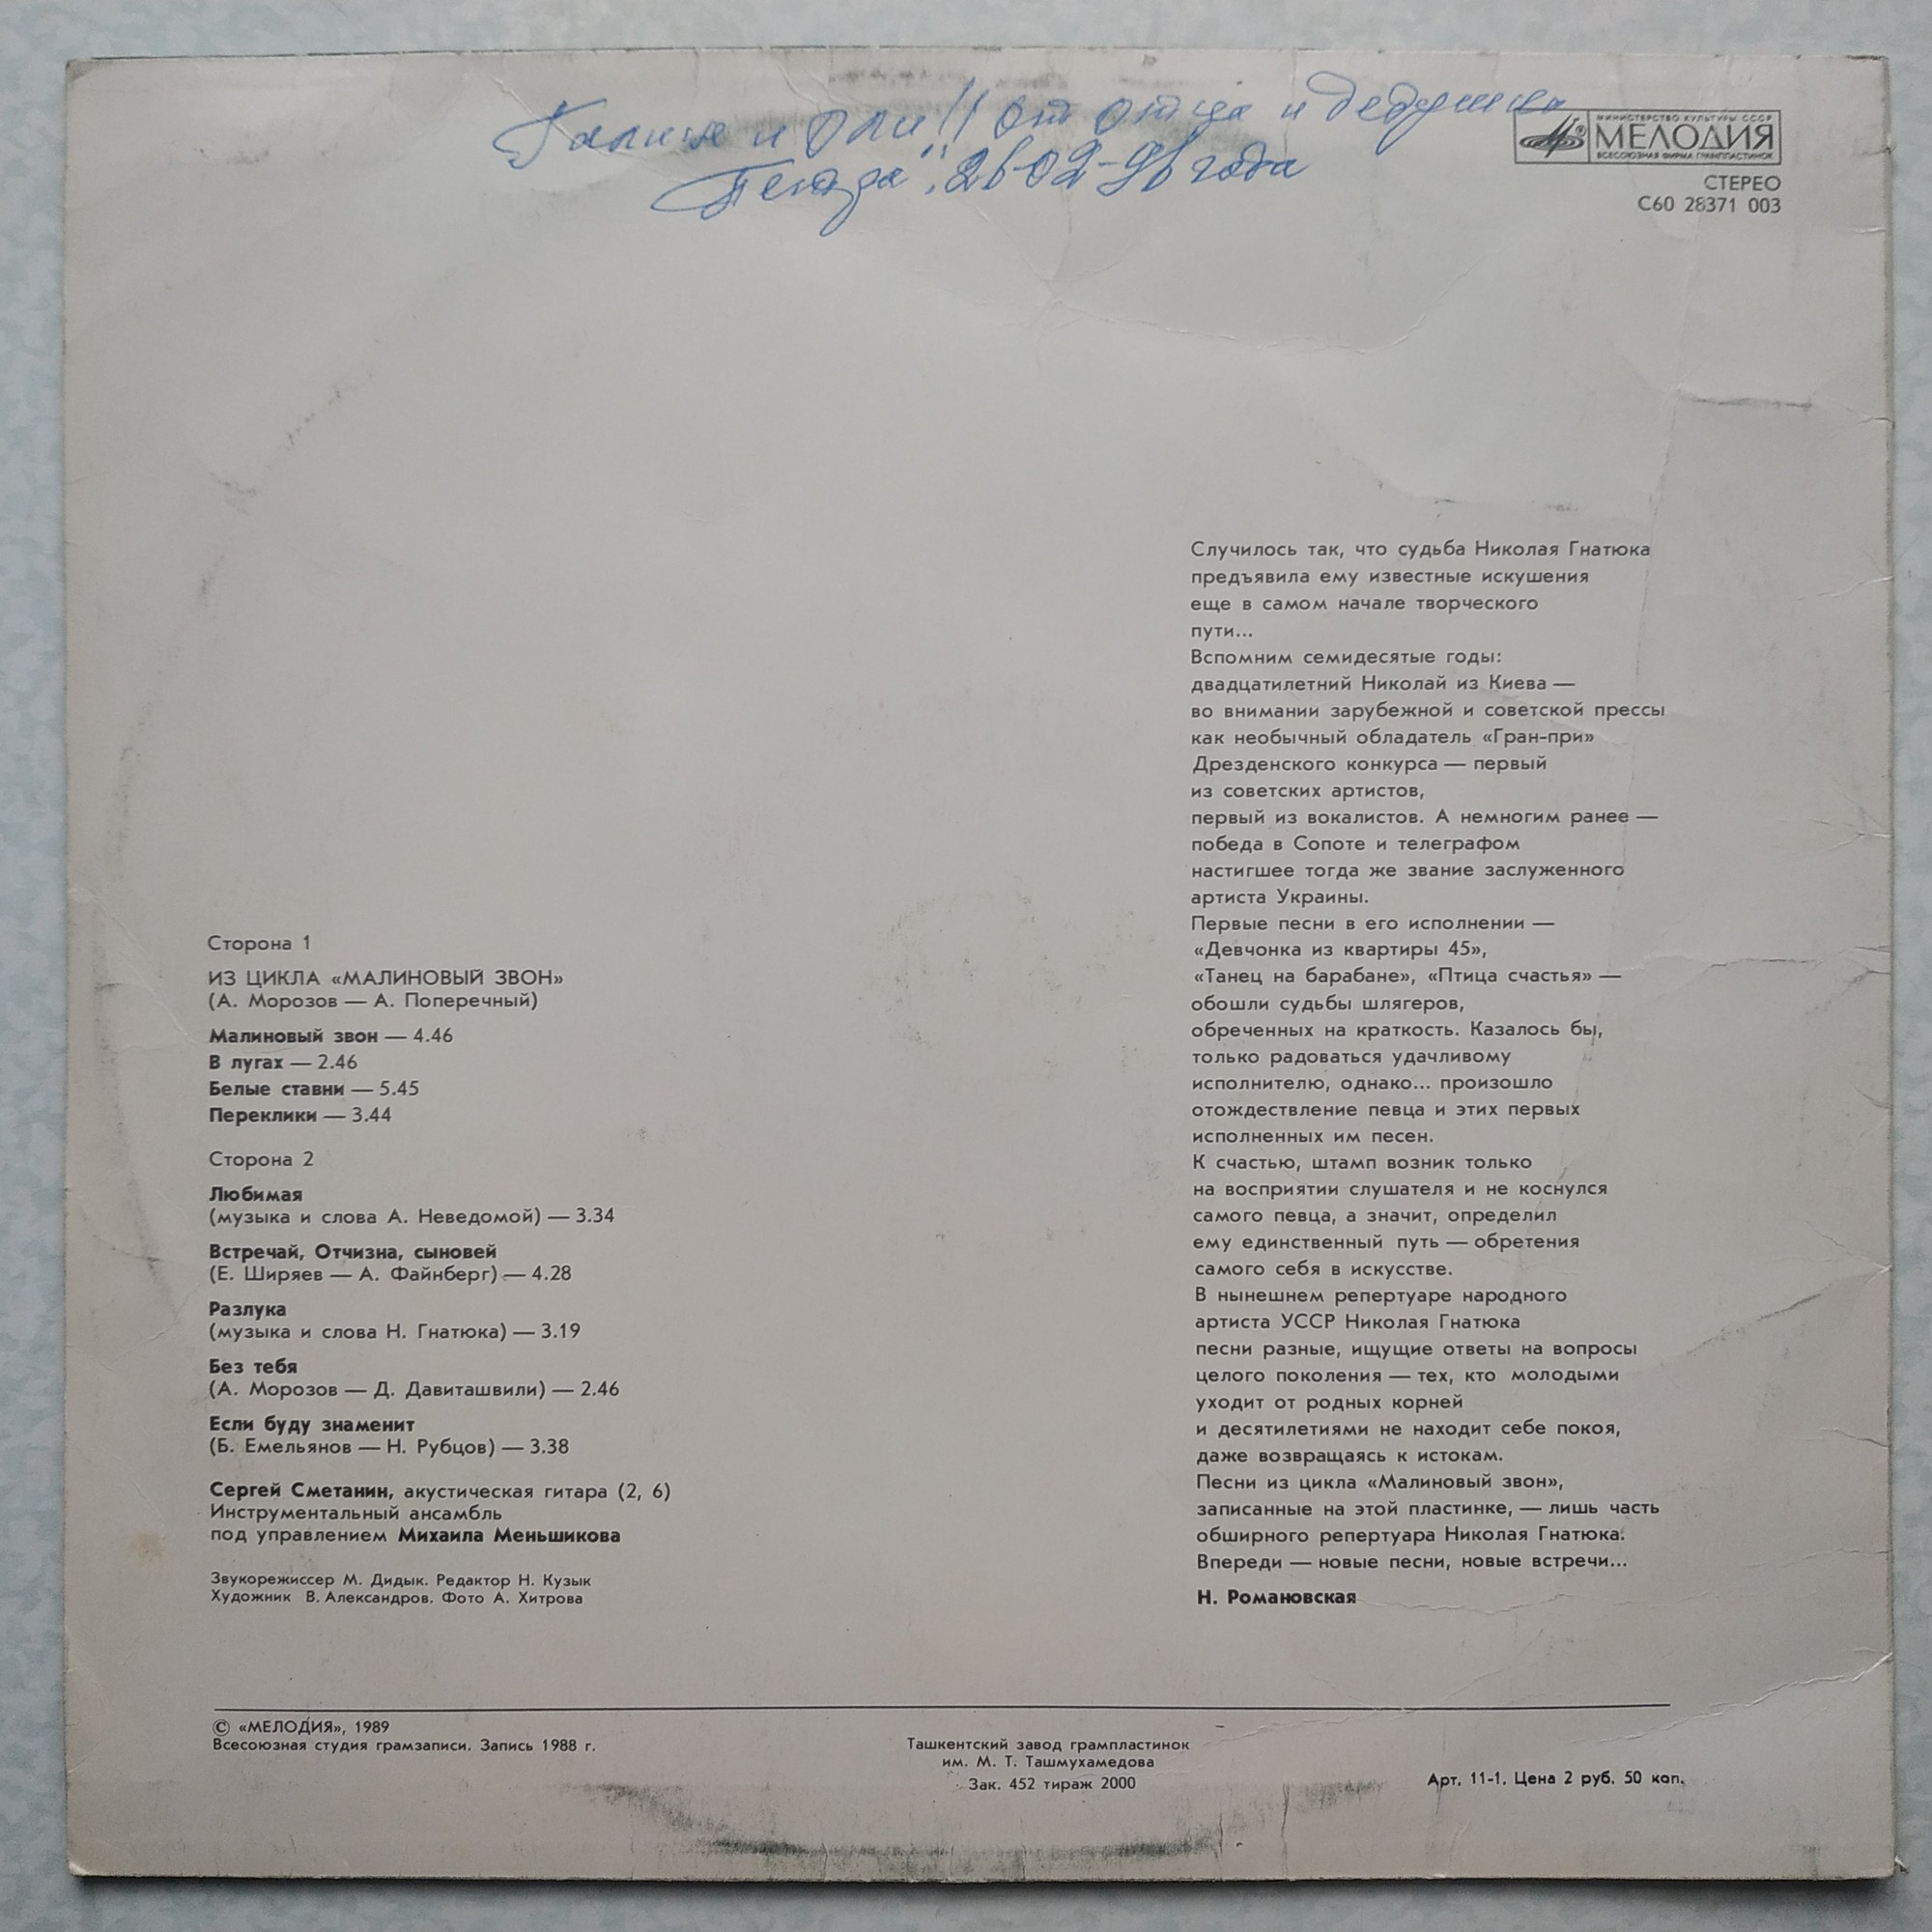 и Оли!! от отца и дедушки
26-02-96 года
МИНИСТЕРСТВО КУЛЬТУРЫ СССР
МЕЛОДИЯ
ВСЕСОЮЗНАЯ ФИРМА ГРАМПЛАСТИНОК
СТЕРЕО
С60 28371 003
Сторона 1
ИЗ ЦИКЛА «МАЛИНОВЫЙ ЗВОН»
(А. Морозов — А. Поперечный)
Малиновый звон — 4.46
В лугах — 2.46
Белые ставни — 5.45
Переклики — 3.44
Сторона 2
Любимая
(музыка и слова А. Неведомой) — 3.34
Встречай, Отчизна, сыновей
(Е. Ширяев — А. Файнберг) — 4.28
Разлука
(музыка и слова Н. Гнатюка) — 3.19
Без тебя
(А. Морозов — Д. Давиташвили) — 2.46
Если буду знаменит
(Б. Емельянов — Н. Рубцов) — 3.38
Сергей Сметанин, акустическая гитара (2, 6)
Инструментальный ансамбль
под управлением Михаила Меньшикова
Звукорежиссер М. Дидык. Редактор Н. Кузык
Художник В. Александров. Фото А. Хитрова
Случилось так, что судьба Николая Гнатюка
предъявила ему известные искушения
еще в самом начале творческого
пути...
Вспомним семидесятые годы:
двадцатилетний Николай из Киева —
во внимании зарубежной и советской прессы
как необычный обладатель «Гран-при»
Дрезденского конкурса — первый
из советских артистов,
первый из вокалистов. А немногим ранее —
победа в Сопоте и телеграфом
настигшее тогда же звание заслуженного
артиста Украины.
Первые песни в его исполнении —
«Девчонка из квартиры 45»,
«Танец на барабане», «Птица счастья» —
обошли судьбы шлягеров,
обреченных на краткость. Казалось бы,
только радоваться удачливому
исполнителю, однако... произошло
отождествление певца и этих первых
исполненных им песен.
К счастью, штамп возник только
на восприятии слушателя и не коснулся
самого певца, а значит, определил
ему единственный путь — обретения
самого себя в искусстве.
В нынешнем репертуаре народного
артиста УССР Николая Гнатюка
песни разные, ищущие ответы на вопросы
целого поколения — тех, кто молодыми
уходит от родных корней
и десятилетиями не находит себе покоя,
даже возвращаясь к истокам.
Песни из цикла «Малиновый звон»,
записанные на этой пластинке, — лишь часть
обширного репертуара Николая Гнатюка.
Впереди — новые песни, новые встречи...
Н. Романовская
© «МЕЛОДИЯ», 1989
Всесоюзная студия грамзаписи. Запись 1988 г.
Ташкентский завод грампластинок
им. М. Т. Ташмухамедова
Зак. 452 тираж 2000
Арт. 11-1. Цена 2 руб. 50 коп.